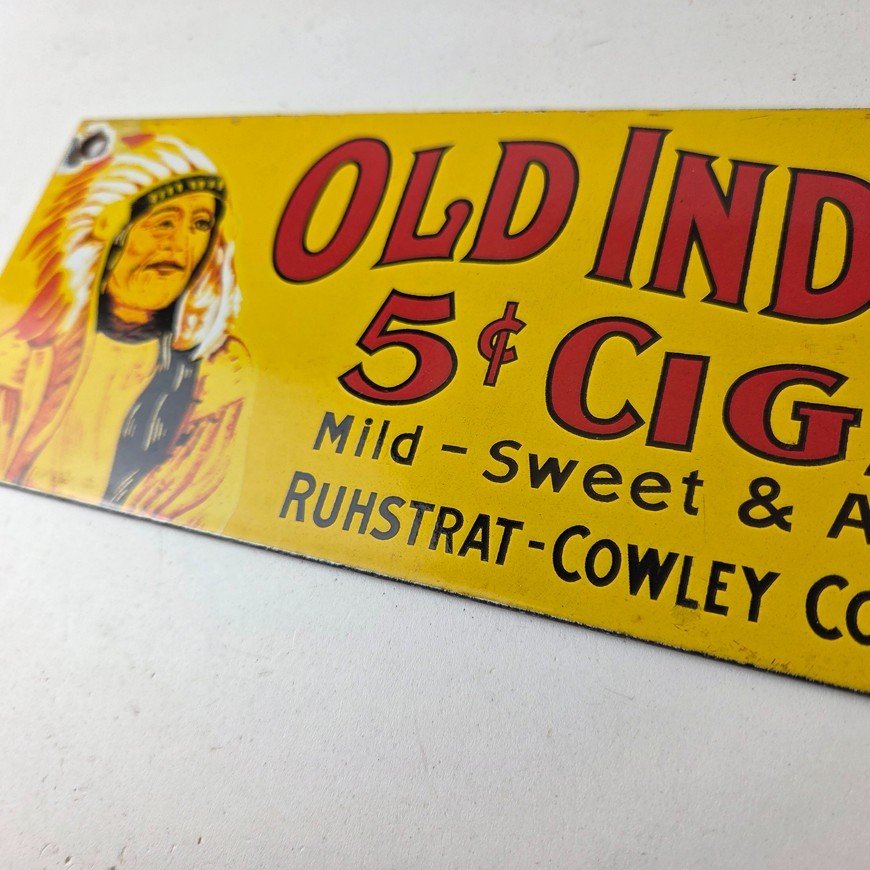 OLD IND
5¢ CIG
Mild - Sweet & A
RUHSTRAT-COWLEY CO